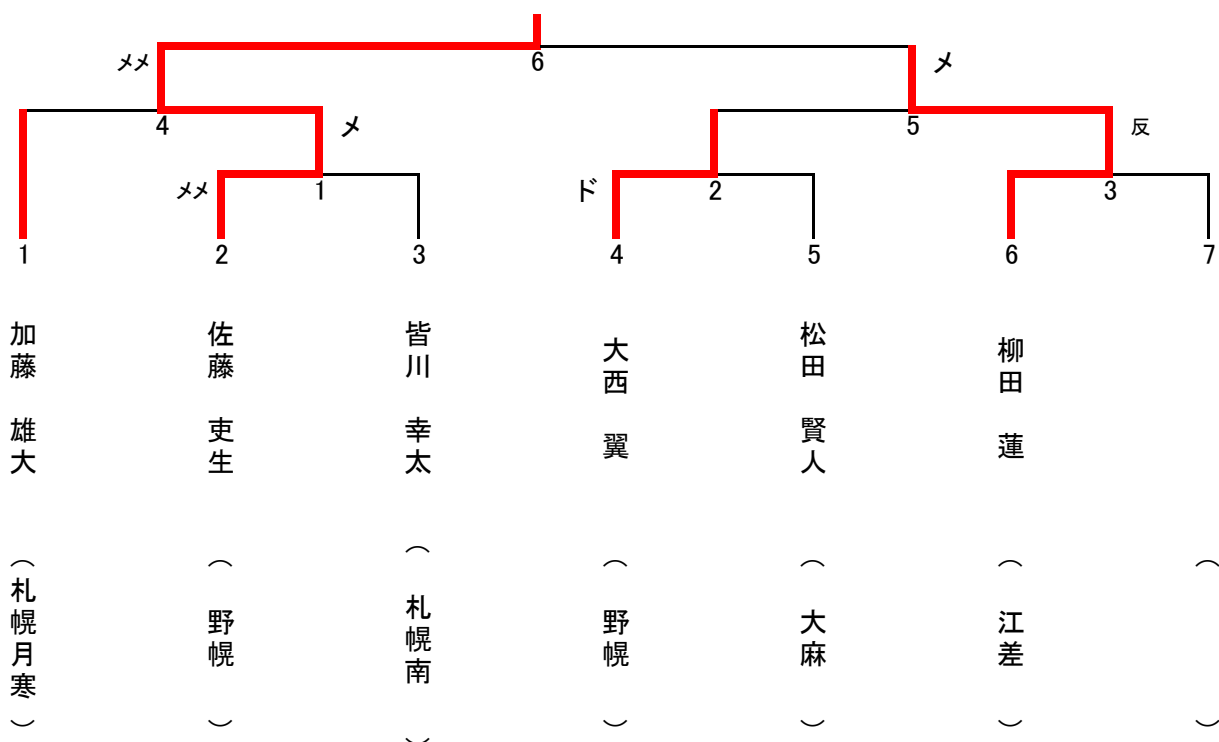 メメ
6
メ
4
メ
5
反
メメ
1
ド
2
3
1
2
3
4
5
6
7
加藤 雄大
(札幌月寒)
佐藤 吏生
(野幌)
皆川 幸太
(札幌南)
大西 翼
(野幌)
松田 賢人
(大麻)
柳田 蓮
(江差)
( )